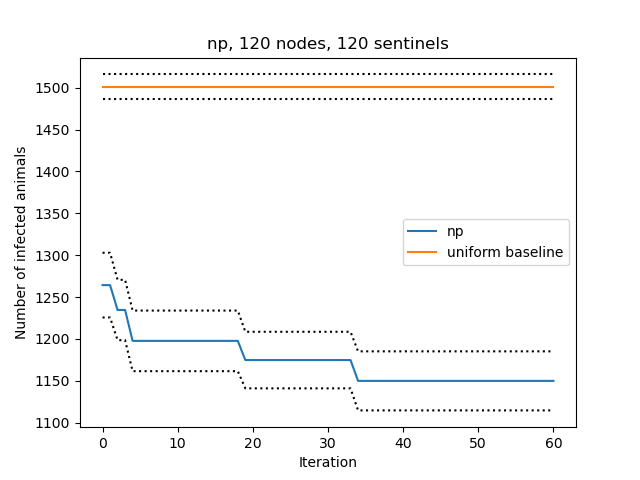 np, 120 nodes, 120 sentinels
Number of infected animals
1500
1450
1400
1350
1300
1250
1200
1150
1100
np
uniform baseline
0 10 20 30 40 50 60
Iteration